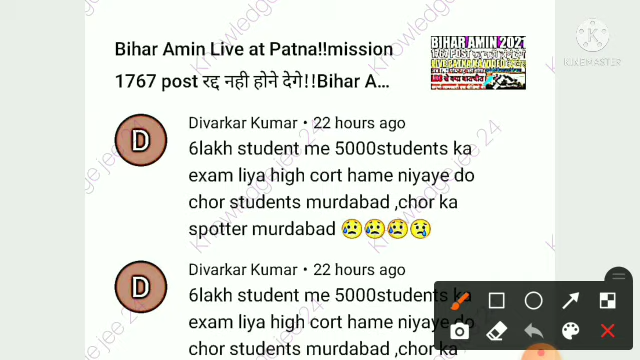 Bihar Amin Live at Patna!!mission
1767 post रद्द नही होने देगे!!Bihar A...
BIHAR AMIN 2021
KINEMASTER
Divarkar Kumar • 22 hours ago
6lakh student me 5000students ka
exam liya high cort hame niyaye do
chor students murdabad ,chor ka
spotter murdabad 😥😥😥😢
D
Divarkar Kumar • 22 hours ago
6lakh student me 5000students ka
exam liya high cort hame niyaye do
chor students murdabad ,chor ka
D
Knowledge jee 24